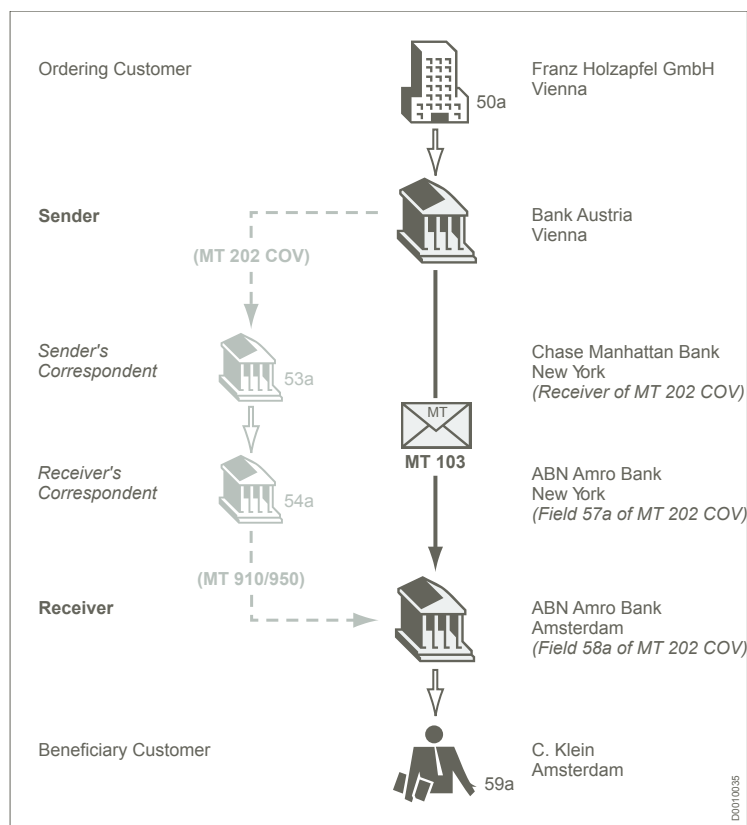 Ordering Customer
50a
Franz Holzapfel GmbH
Vienna
Sender
Bank Austria
Vienna
(MT 202 COV)
Sender's
Correspondent
53a
Chase Manhattan Bank
New York
(Receiver of MT 202 COV)
MT
MT 103
Receiver's
Correspondent
54a
ABN Amro Bank
New York
(Field 57a of MT 202 COV)
(MT 910/950)
Receiver
ABN Amro Bank
Amsterdam
(Field 58a of MT 202 COV)
Beneficiary Customer
59a
C. Klein
Amsterdam
D0010035